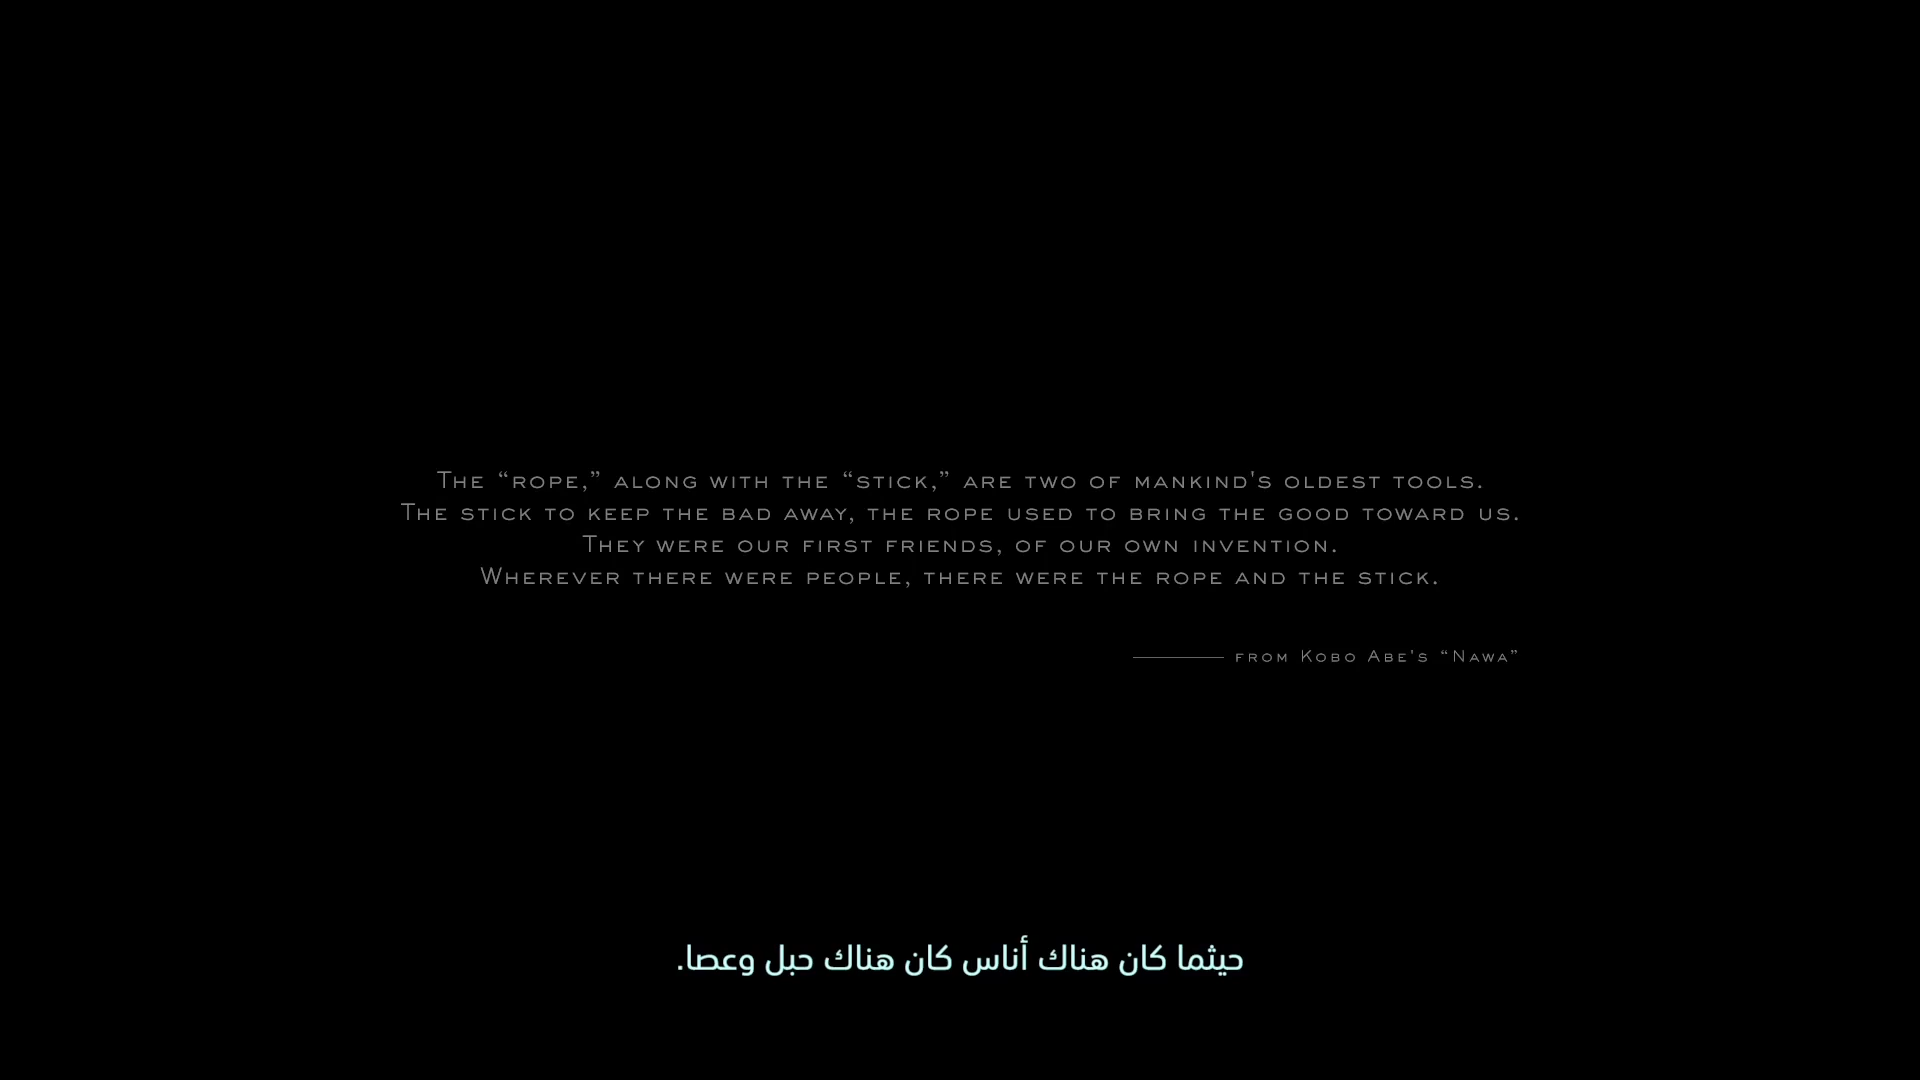 The “rope,” along with the “stick,” are two of mankind's oldest tools.
The stick to keep the bad away, the rope used to bring the good toward us.
They were our first friends, of our own invention.
Wherever there were people, there were the rope and the stick.
from Kobo Abe's “Nawa”
حيثما كان هناك أناس كان هناك حبل وعصا.